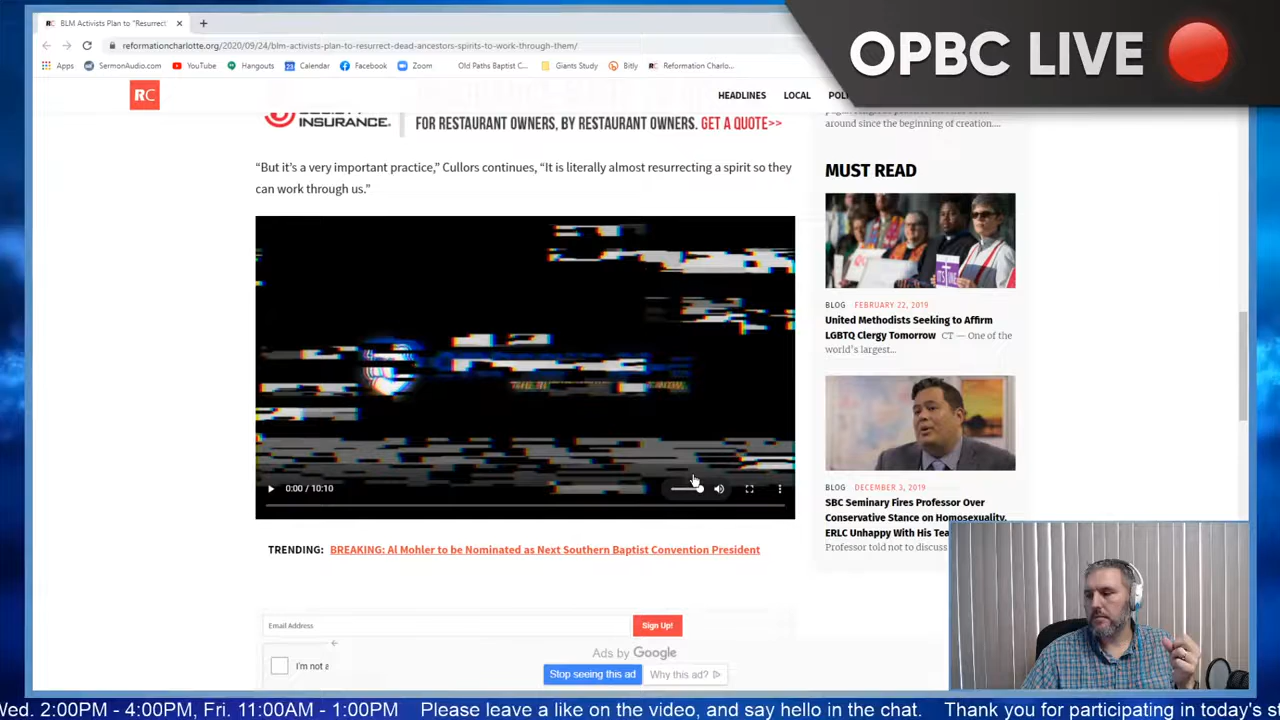 BLM Activists Plan to "Resurrect
OPBC LIVE
reformationcharlotte.org/2020/09/24/blm-activists-plan-to-resurrect-dead-ancestors-spirits-to-work-through-them/
Apps SermonAudio.com YouTube Hangouts Calendar Facebook Zoom Old Paths Baptist C... Giants Study Bitly Reformation Charlo...
RC
HEADLINES LOCAL
INSURANCE. FOR RESTAURANT OWNERS, BY RESTAURANT OWNERS. GET A QUOTE>>
around since the beginning of creation....
“But it’s a very important practice,” Cullors continues, “It is literally almost resurrecting a spirit so they
can work through us.”
MUST READ
BLOG FEBRUARY 22, 2019
United Methodists Seeking to Affirm
LGBTQ Clergy Tomorrow CT — One of the
world's largest...
0:00 / 10:10
BLOG DECEMBER 3, 2019
SBC Seminary Fires Professor Over
Conservative Stance on Homosexuality,
ERLC Unhappy With His
Professor told not to discuss
TRENDING: BREAKING: Al Mohler to be Nominated as Next Southern Baptist Convention President
Email Address
Sign Up!
I'm not a
Ads by Google
Stop seeing this ad
Why this ad?
Wed. 2:00PM - 4:00PM, Fri. 11:00AM - 1:00PM Please leave a like on the video, and say hello in the chat. Thank you for participating in today's